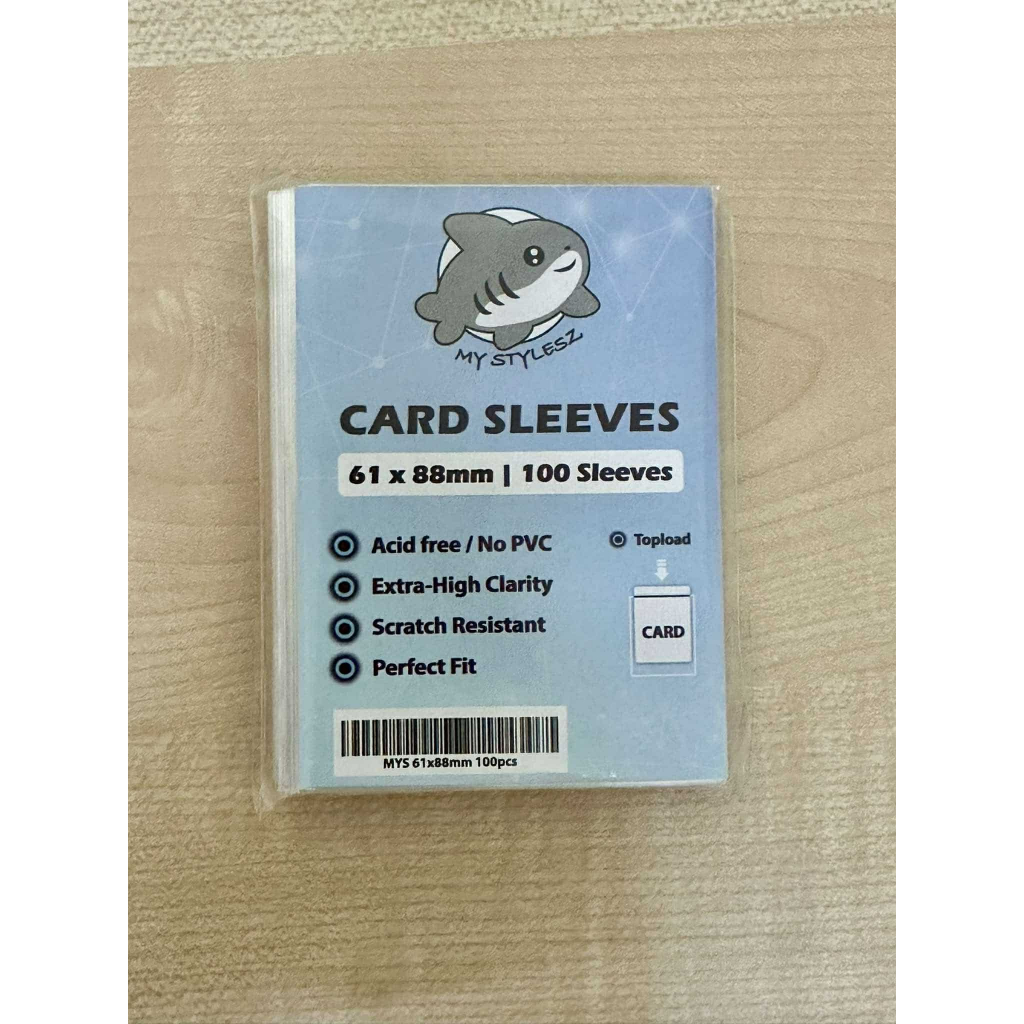 MY STYLESZ
CARD SLEEVES
61 x 88mm | 100 Sleeves
Acid free / No PVC
Extra-High Clarity
Scratch Resistant
Perfect Fit
Topload
CARD
MYS 61x88mm 100pcs